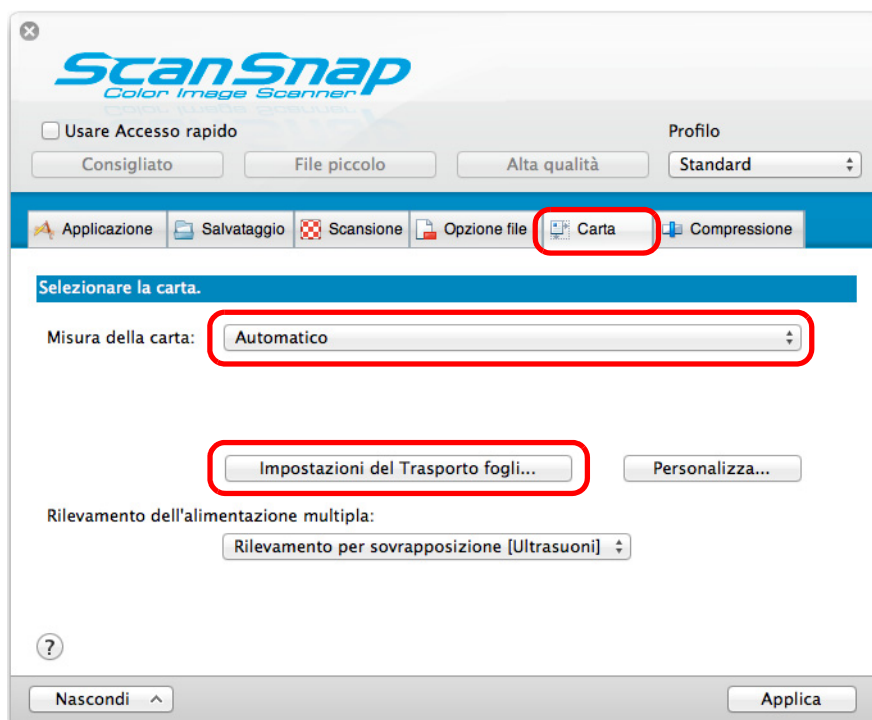 ScanSnap
Color Image Scanner
Usare Accesso rapido
Profilo
Consigliato File piccolo Alta qualità Standard
Applicazione Salvataggio Scansione Opzione file Carta Compressione
Selezionare la carta.
Misura della carta: Automatico
Impostazioni del Trasporto fogli... Personalizza...
Rilevamento dell'alimentazione multipla:
Rilevamento per sovrapposizione [Ultrasuoni]
?
Nascondi Applica